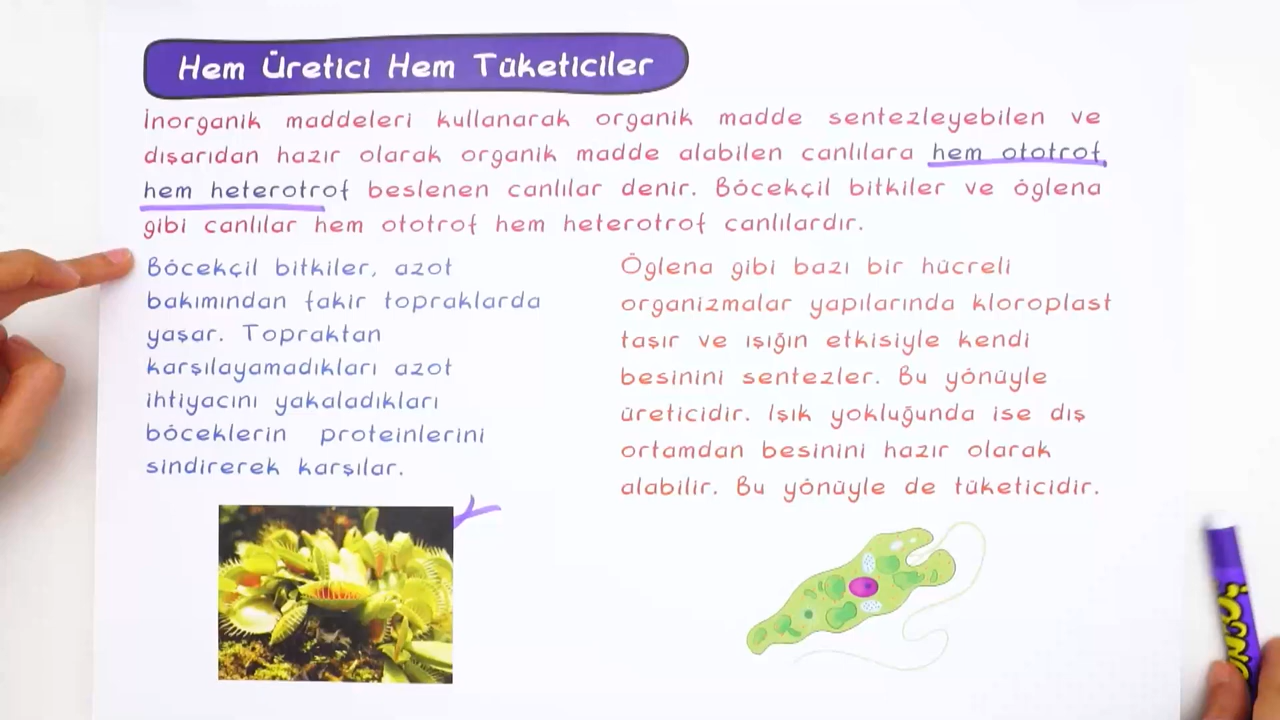 Hem Üretici Hem Tüketiciler
İnorganik maddeleri kullanarak organik madde sentezleyebilen ve
dışarıdan hazır olarak organik madde alabilen canlılara hem ototrof,
hem heterotrof beslenen canlılar denir. Böcekçil bitkiler ve öglena
gibi canlılar hem ototrof hem heterotrof canlılardır.
Böcekçil bitkiler, azot
bakımından fakir topraklarda
yaşar. Topraktan
karşılayamadıkları azot
ihtiyacını yakaladıkları
böceklerin proteinlerini
sindirerek karşılar.
Öglena gibi bazı bir hücreli
organizmalar yapılarında kloroplast
taşır ve ışığın etkisiyle kendi
besinini sentezler. Bu yönüyle
üreticidir. Işık yokluğunda ise dış
ortamdan besinini hazır olarak
alabilir. Bu yönüyle de tüketicidir.